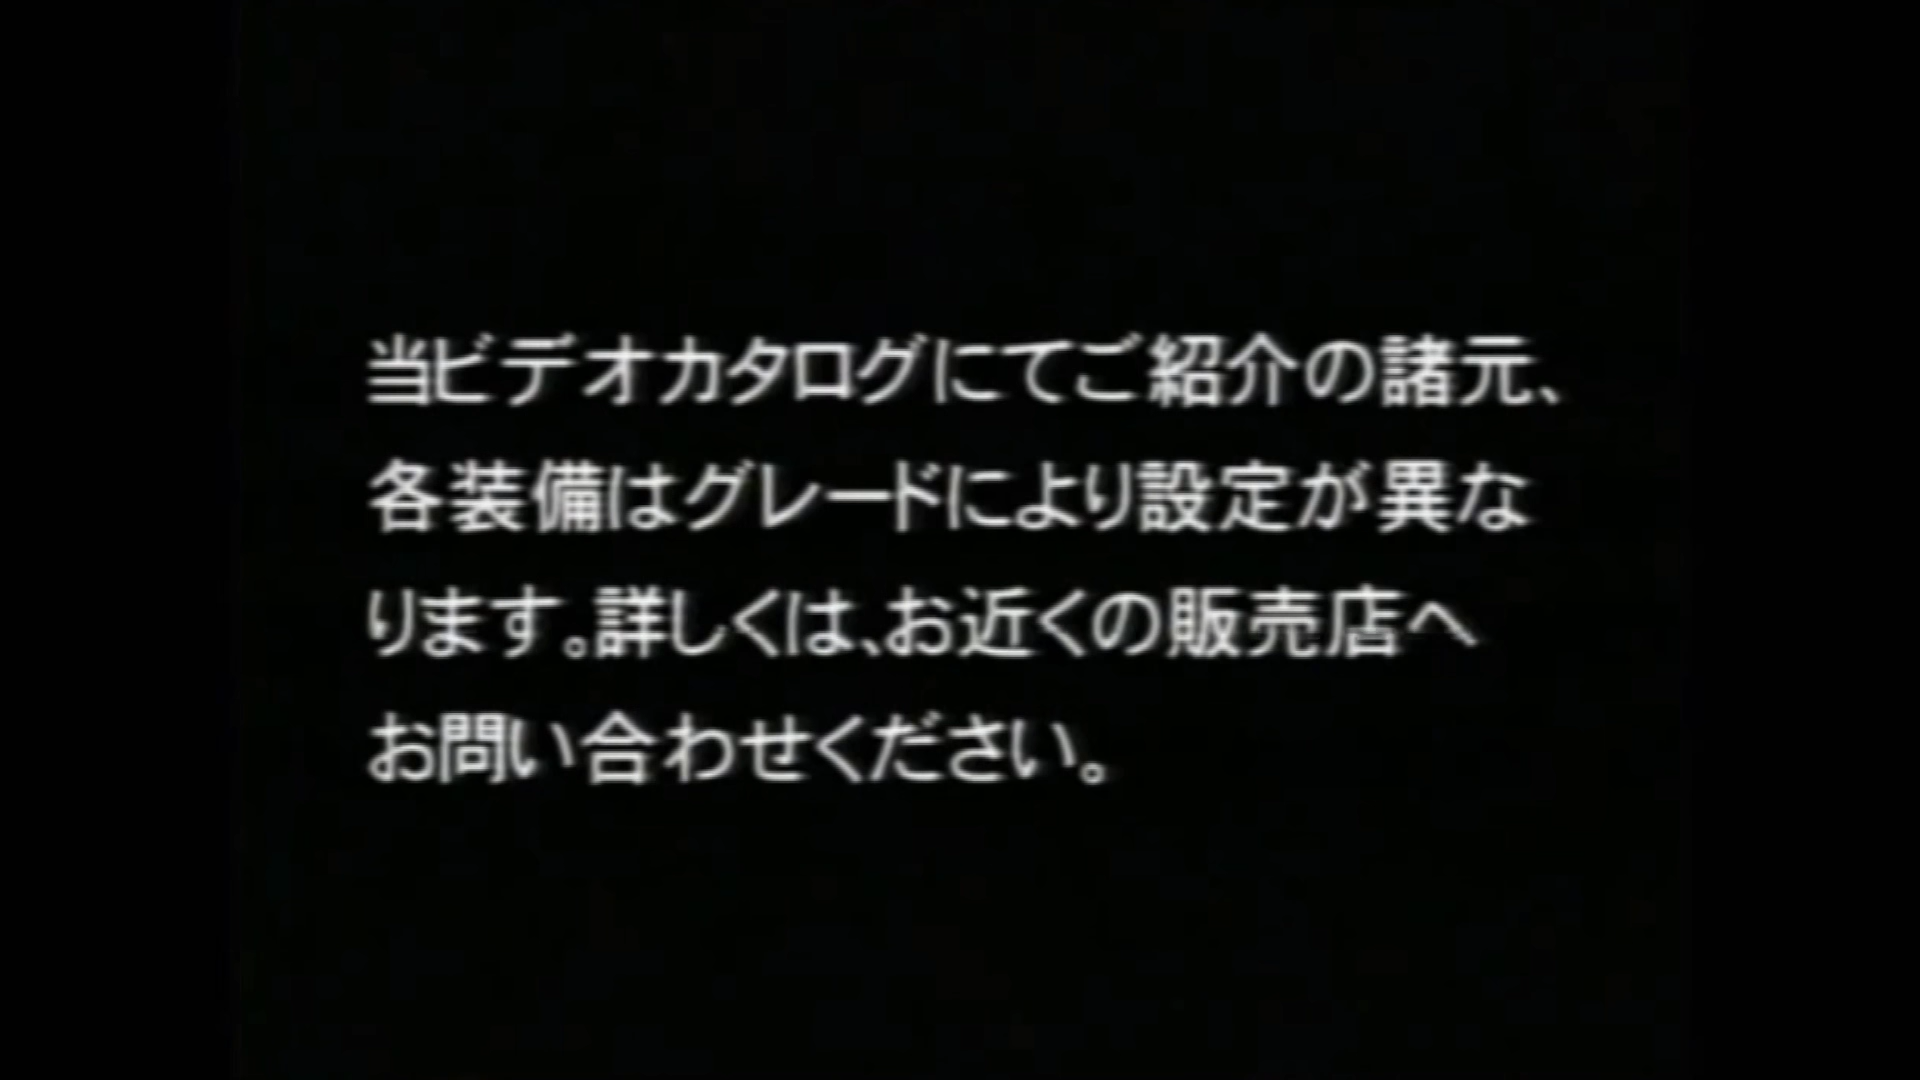 当ビデオカタログにてご紹介の諸元、
各装備はグレードにより設定が異な
ります。詳しくは、お近くの販売店へ
お問い合わせください。